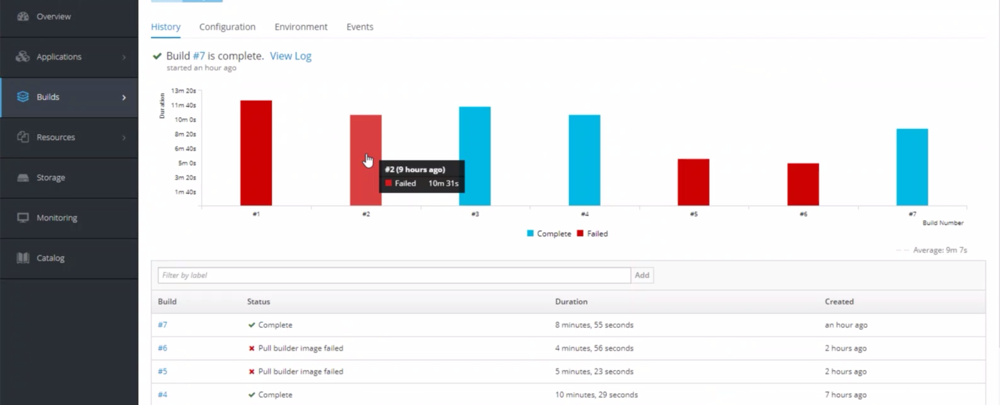 Overview
Applications
Builds
Resources
Storage
Monitoring
Catalog
History Configuration Environment Events
Build #7 is complete. View Log
started an hour ago
Duration
13m 20s
11m 40s
10m 0s
8m 20s
6m 40s
5m 0s
3m 20s
1m 40s
#2 (9 hours ago)
Failed 10m 31s
#1 #2 #3 #4 #5 #6 #7
Build Number
Complete Failed
Average: 9m 7s
Filter by label Add
Build Status Duration Created
#7 Complete 8 minutes, 55 seconds an hour ago
#6 Pull builder image failed 4 minutes, 56 seconds 2 hours ago
#5 Pull builder image failed 5 minutes, 23 seconds 2 hours ago
#4 Complete 10 minutes, 29 seconds 7 hours ago